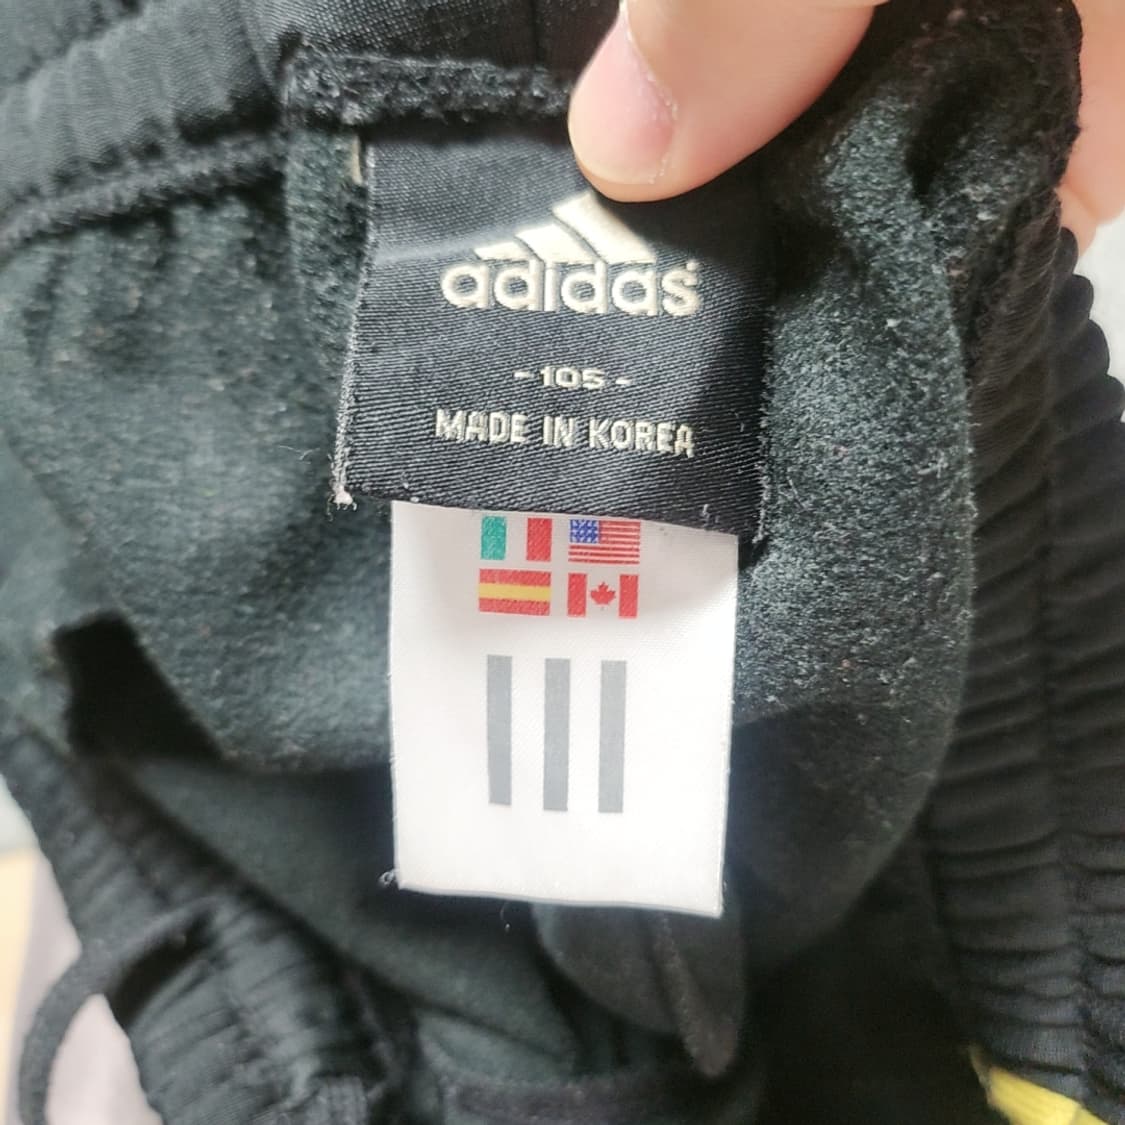 adidas
- 105 -
MADE IN KOREA